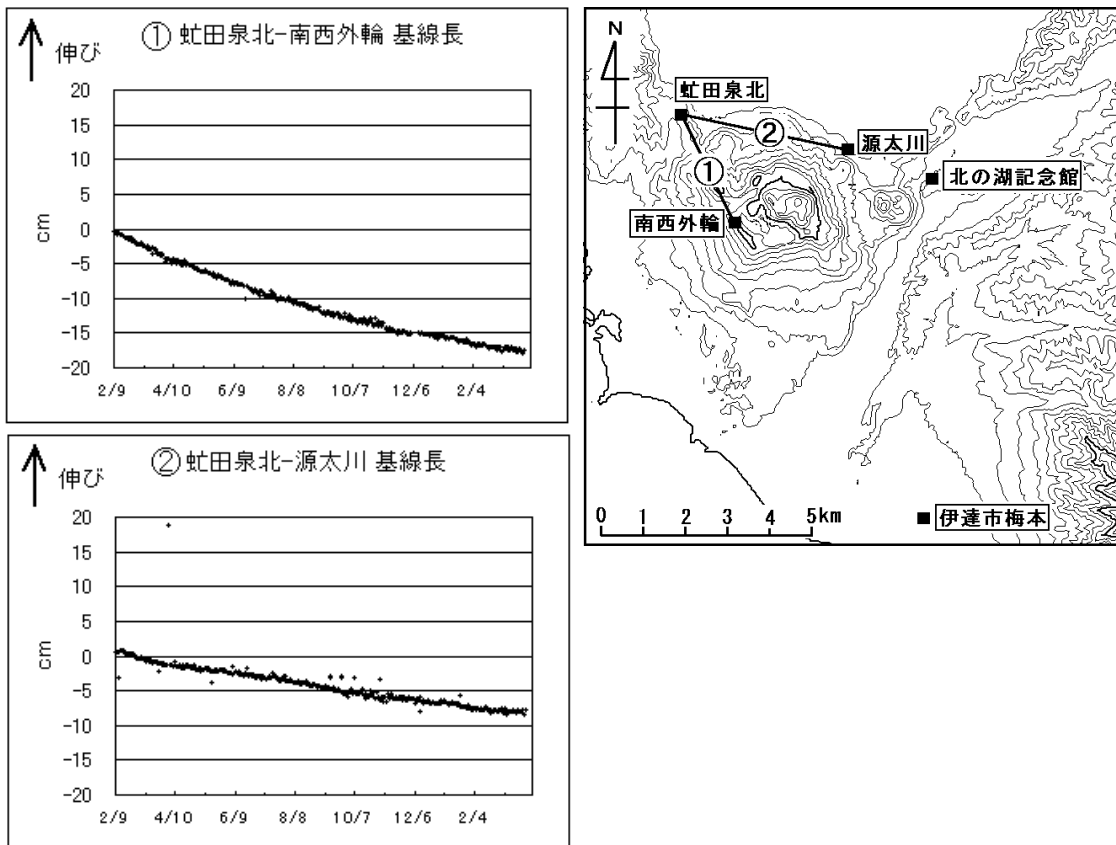 伸び
① 虻田泉北-南西外輪 基線長
20
15
10
5
0
-5
-10
-15
-20
cm
2/9 4/10 6/9 8/8 10/7 12/6 2/4
伸び
② 虻田泉北-源太川 基線長
20
15
10
5
0
-5
-10
-15
-20
cm
2/9 4/10 6/9 8/8 10/7 12/6 2/4
N
虻田泉北
②
源太川
①
北の湖記念館
南西外輪
0 1 2 3 4 5km
伊達市梅本